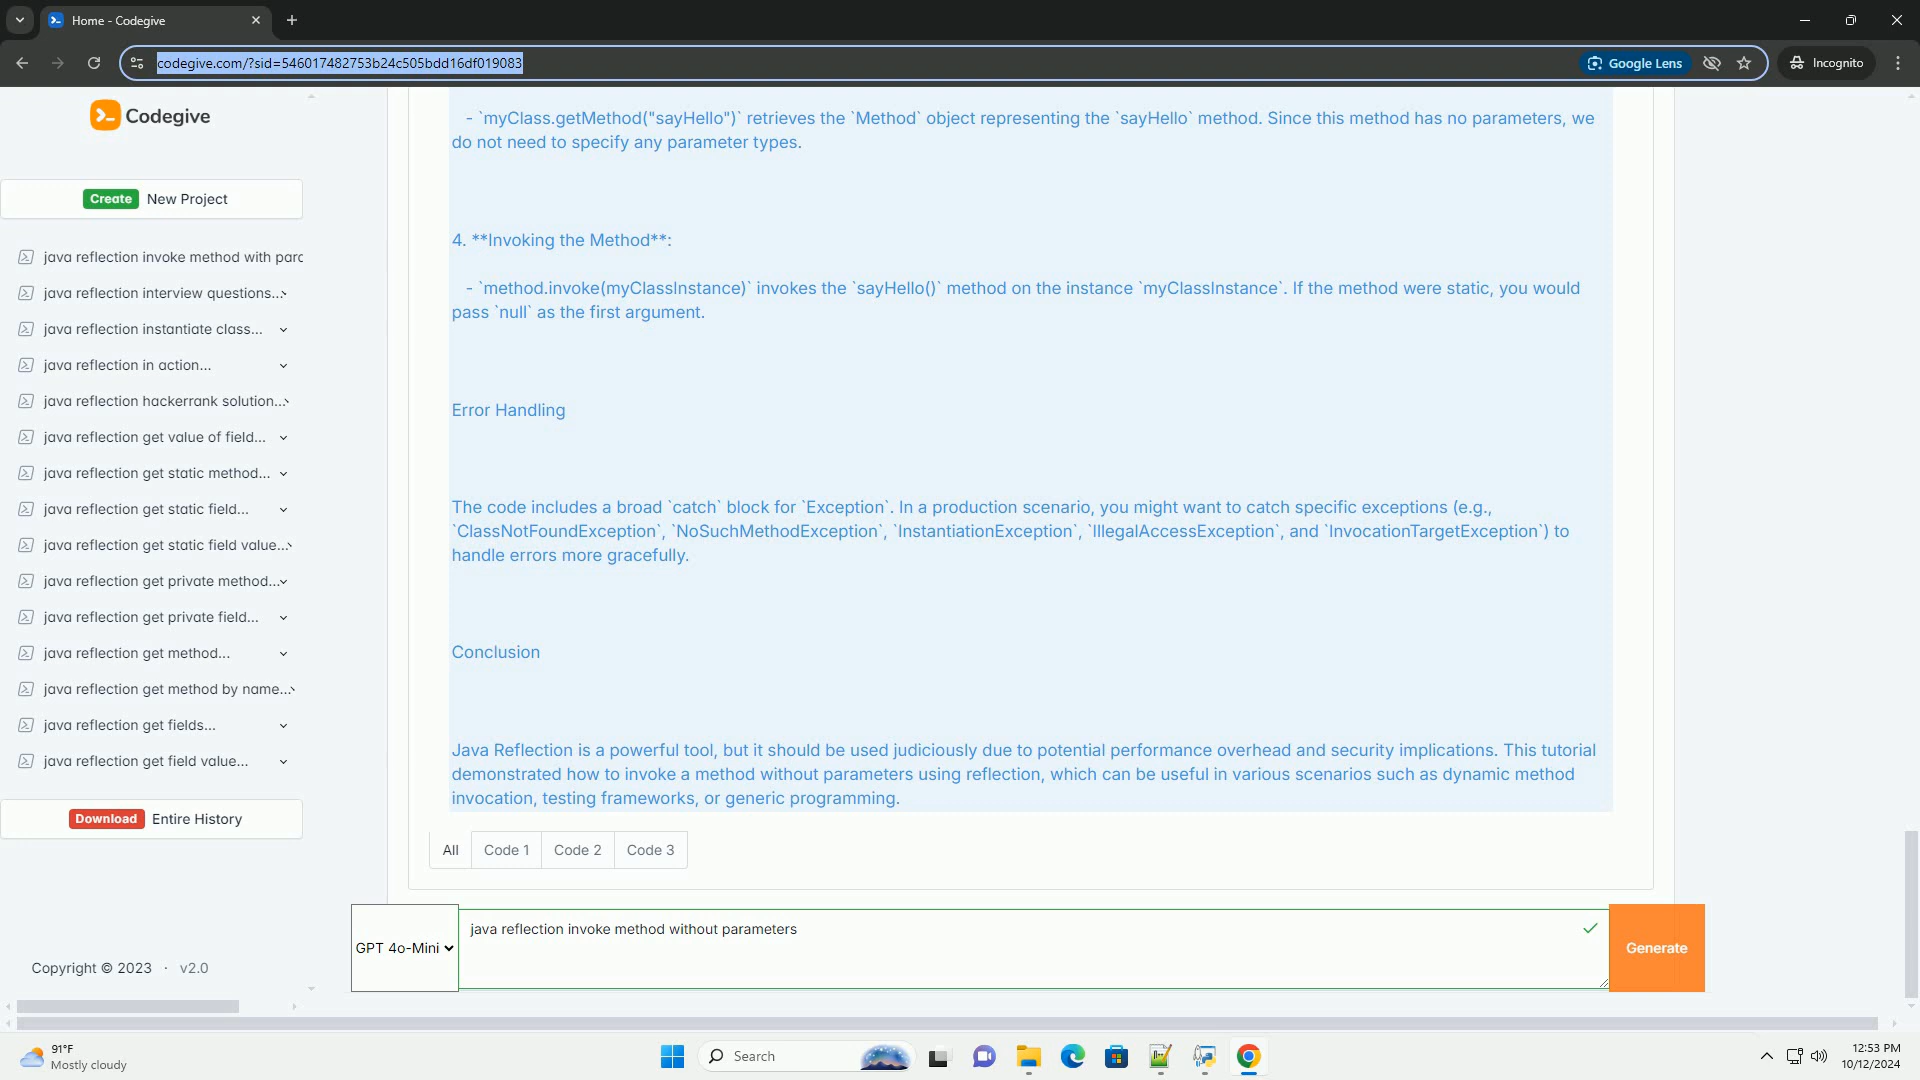 Home - Codegive
codegive.com/?sid=546017482753b24c505bdd16df019083
Google Lens
Incognito
Codegive
Create New Project
java reflection invoke method with para
java reflection interview questions...
java reflection instantiate class...
java reflection in action...
java reflection hackerrank solution...
java reflection get value of field...
java reflection get static method...
java reflection get static field...
java reflection get static field value...
java reflection get private method...
java reflection get private field...
java reflection get method...
java reflection get method by name...
java reflection get fields...
java reflection get field value...
Download Entire History
Copyright © 2023 · v2.0
- `myClass.getMethod("sayHello")` retrieves the `Method` object representing the `sayHello` method. Since this method has no parameters, we
do not need to specify any parameter types.
4. **Invoking the Method**:
- `method.invoke(myClassInstance)` invokes the `sayHello()` method on the instance `myClassInstance`. If the method were static, you would
pass `null` as the first argument.
Error Handling
The code includes a broad `catch` block for `Exception`. In a production scenario, you might want to catch specific exceptions (e.g.,
`ClassNotFoundException`, `NoSuchMethodException`, `InstantiationException`, `IllegalAccessException`, and `InvocationTargetException`) to
handle errors more gracefully.
Conclusion
Java Reflection is a powerful tool, but it should be used judiciously due to potential performance overhead and security implications. This tutorial
demonstrated how to invoke a method without parameters using reflection, which can be useful in various scenarios such as dynamic method
invocation, testing frameworks, or generic programming.
All
Code 1
Code 2
Code 3
GPT 4o-Mini
java reflection invoke method without parameters
Generate
91°F
Mostly cloudy
Search
12:53 PM
10/12/2024